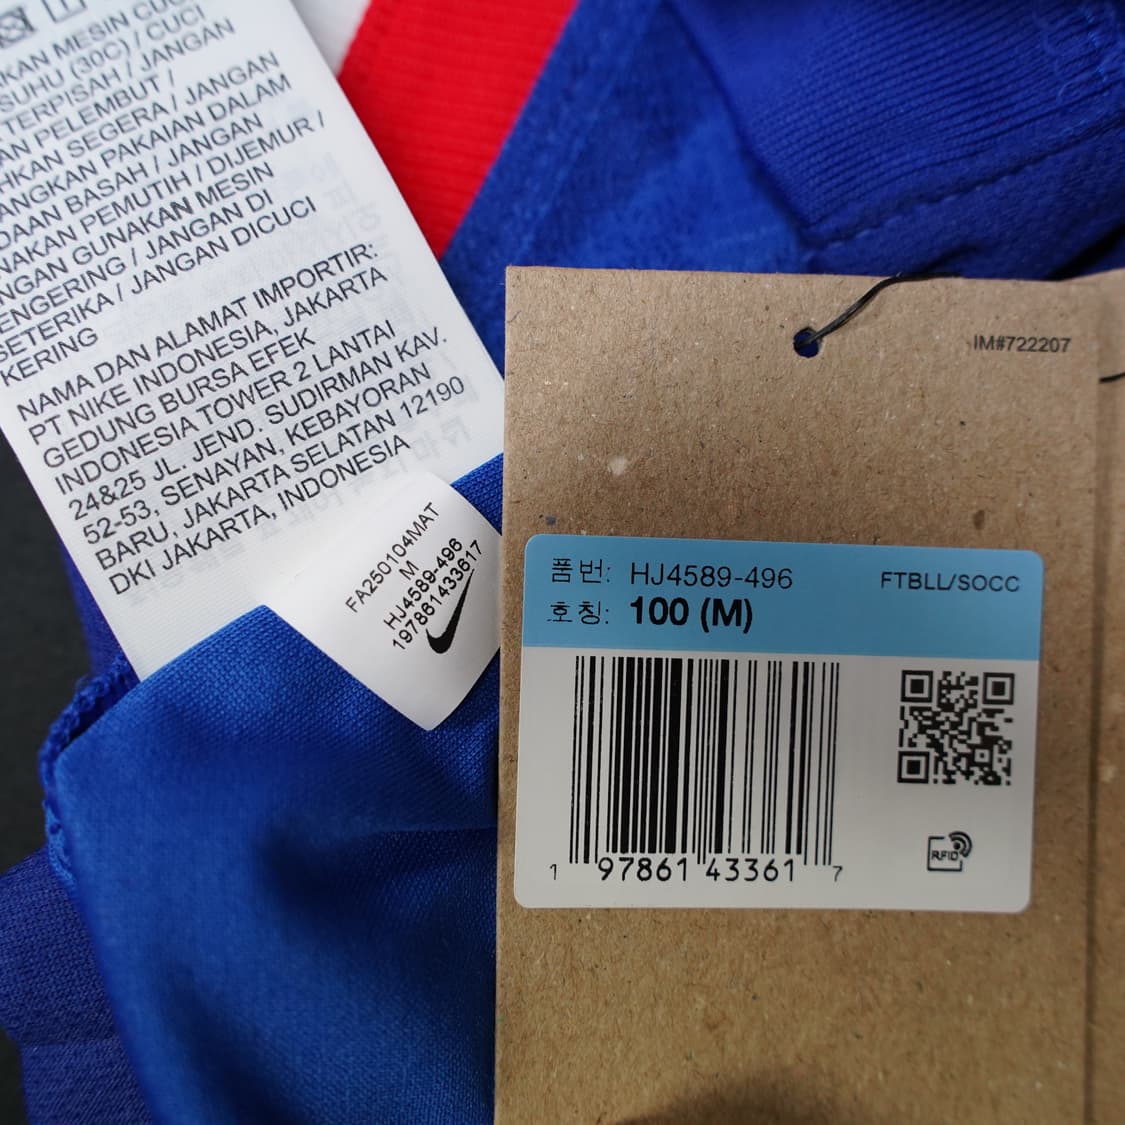 KAN MESIN CUCI
SUHU (30C) / CUCI
TERPISAH / JANGAN
PELEMBUT /
KAN SEGERA / JANGAN
ANGKAN PAKAIAN DALAM
DAAN BASAH / JANGAN
NAKAN PEMUTIH / DIJEMUR /
NGAN GUNAKAN MESIN
ENGERING / JANGAN DI
SETERIKA / JANGAN DICUCI
KERING
NAMA DAN ALAMAT IMPORTIR:
PT NIKE INDONESIA, JAKARTA
GEDUNG BURSA EFEK
INDONESIA TOWER 2 LANTAI
24&25 JL. JEND. SUDIRMAN KAV.
52-53, SENAYAN, KEBAYORAN
BARU, JAKARTA SELATAN 12190
DKI JAKARTA, INDONESIA
FA250104MAT
M
HJ4589-496
197861433617
IM#722207
품번: HJ4589-496 FTBLL/SOCC
호칭: 100 (M)
1 97861 43361 7
RFID